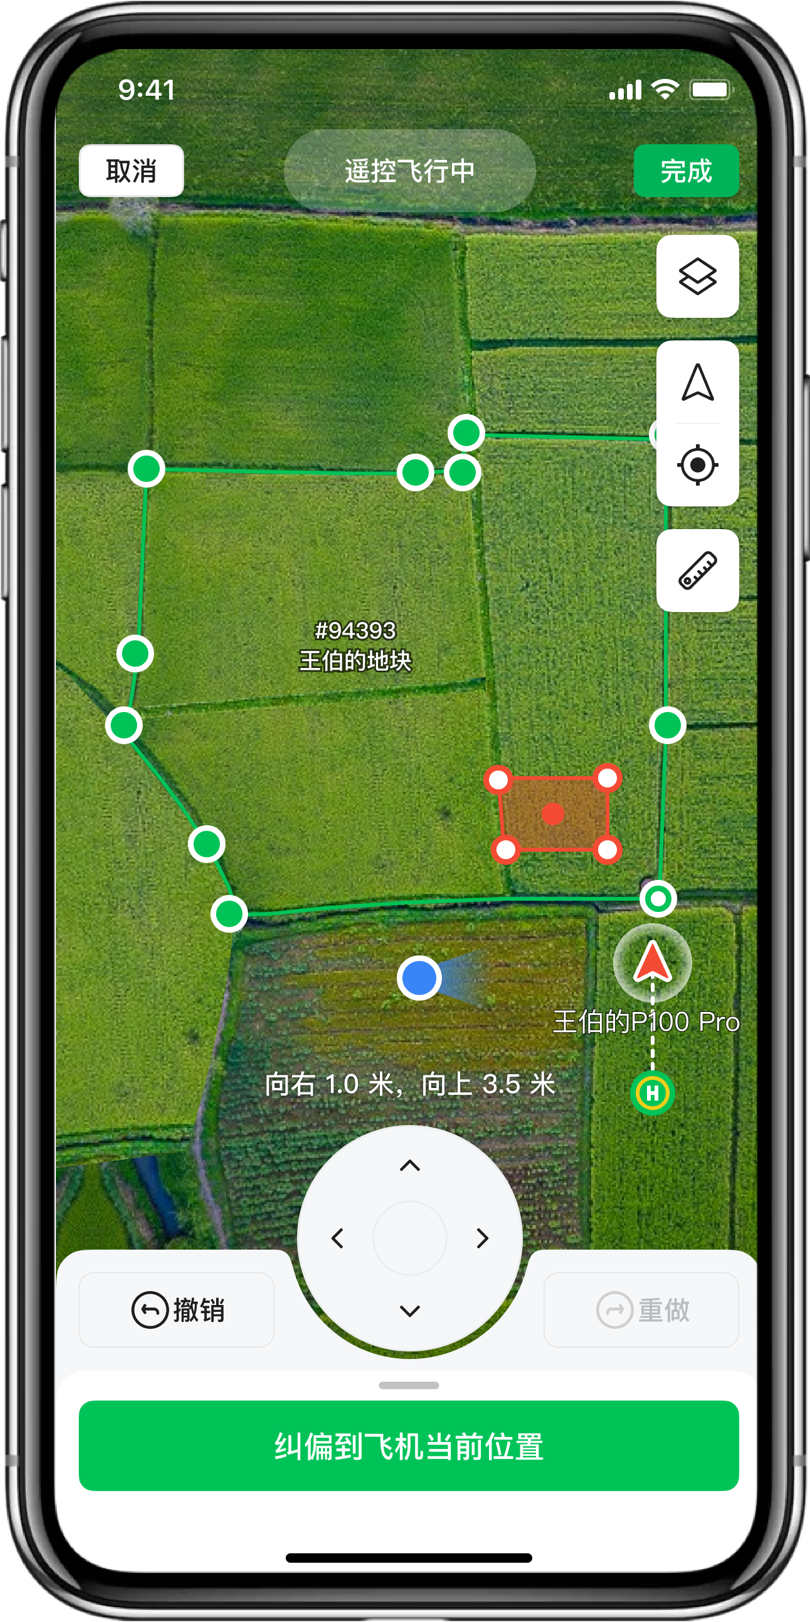 9:41
取消
遥控飞行中
完成
#94393
王伯的地块
王伯的P100 Pro
向右 1.0 米，向上 3.5 米
H
撤销
重做
纠偏到飞机当前位置